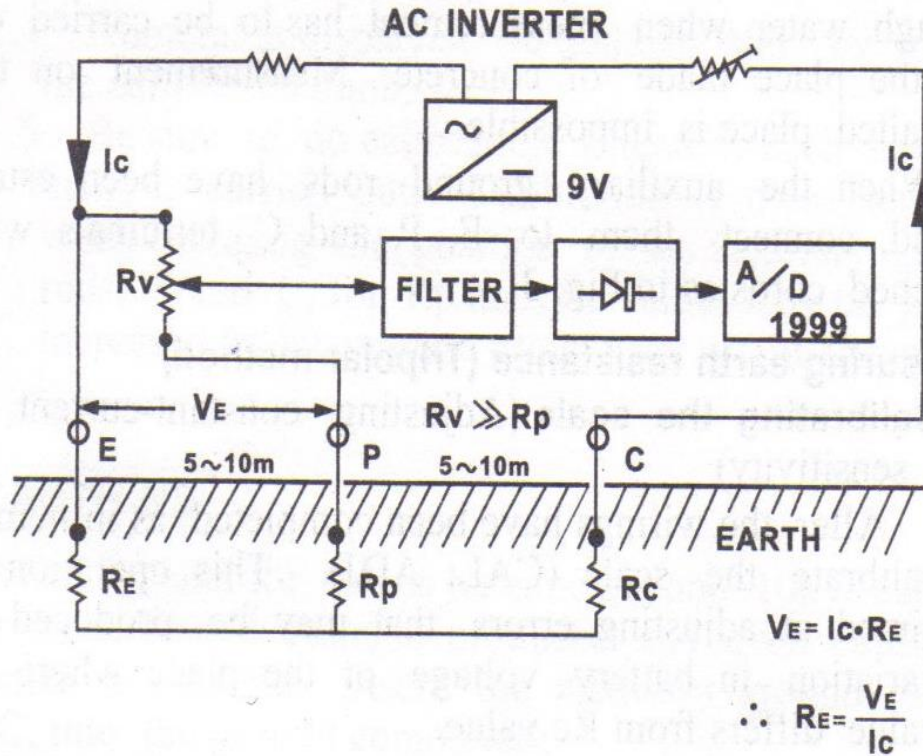 AC INVERTER
Ic
9V
Ic
Rv
FILTER
A/D
1999
VE
Rv ≫ Rp
E
5~10m
P
5~10m
C
EARTH
RE
Rp
Rc
VE - Ic·RE
∴ RE = VE/Ic